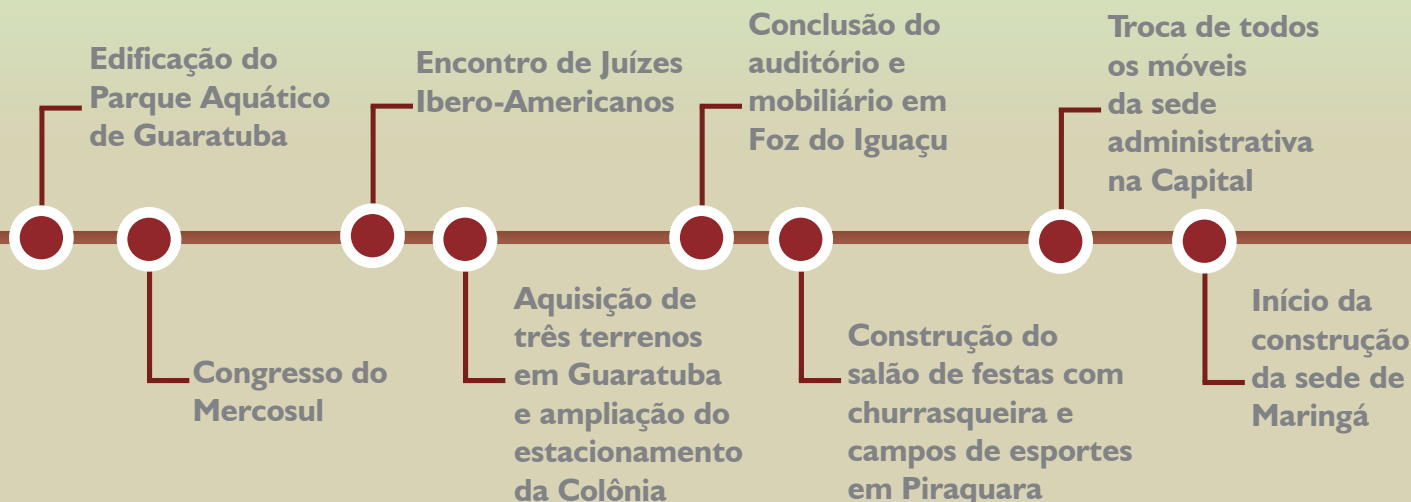 Edificação do
Parque Aquático
de Guaratuba
Congresso do
Mercosul
Encontro de Juízes
Ibero-Americanos
Aquisição de
três terrenos
em Guaratuba
e ampliação do
estacionamento
da Colônia
Conclusão do
auditório e
mobiliário em
Foz do Iguaçu
Construção do
salão de festas com
churrasqueira e
campos de esportes
em Piraquara
Troca de todos
os móveis
da sede
administrativa
na Capital
Início da
construção
da sede de
Maringá